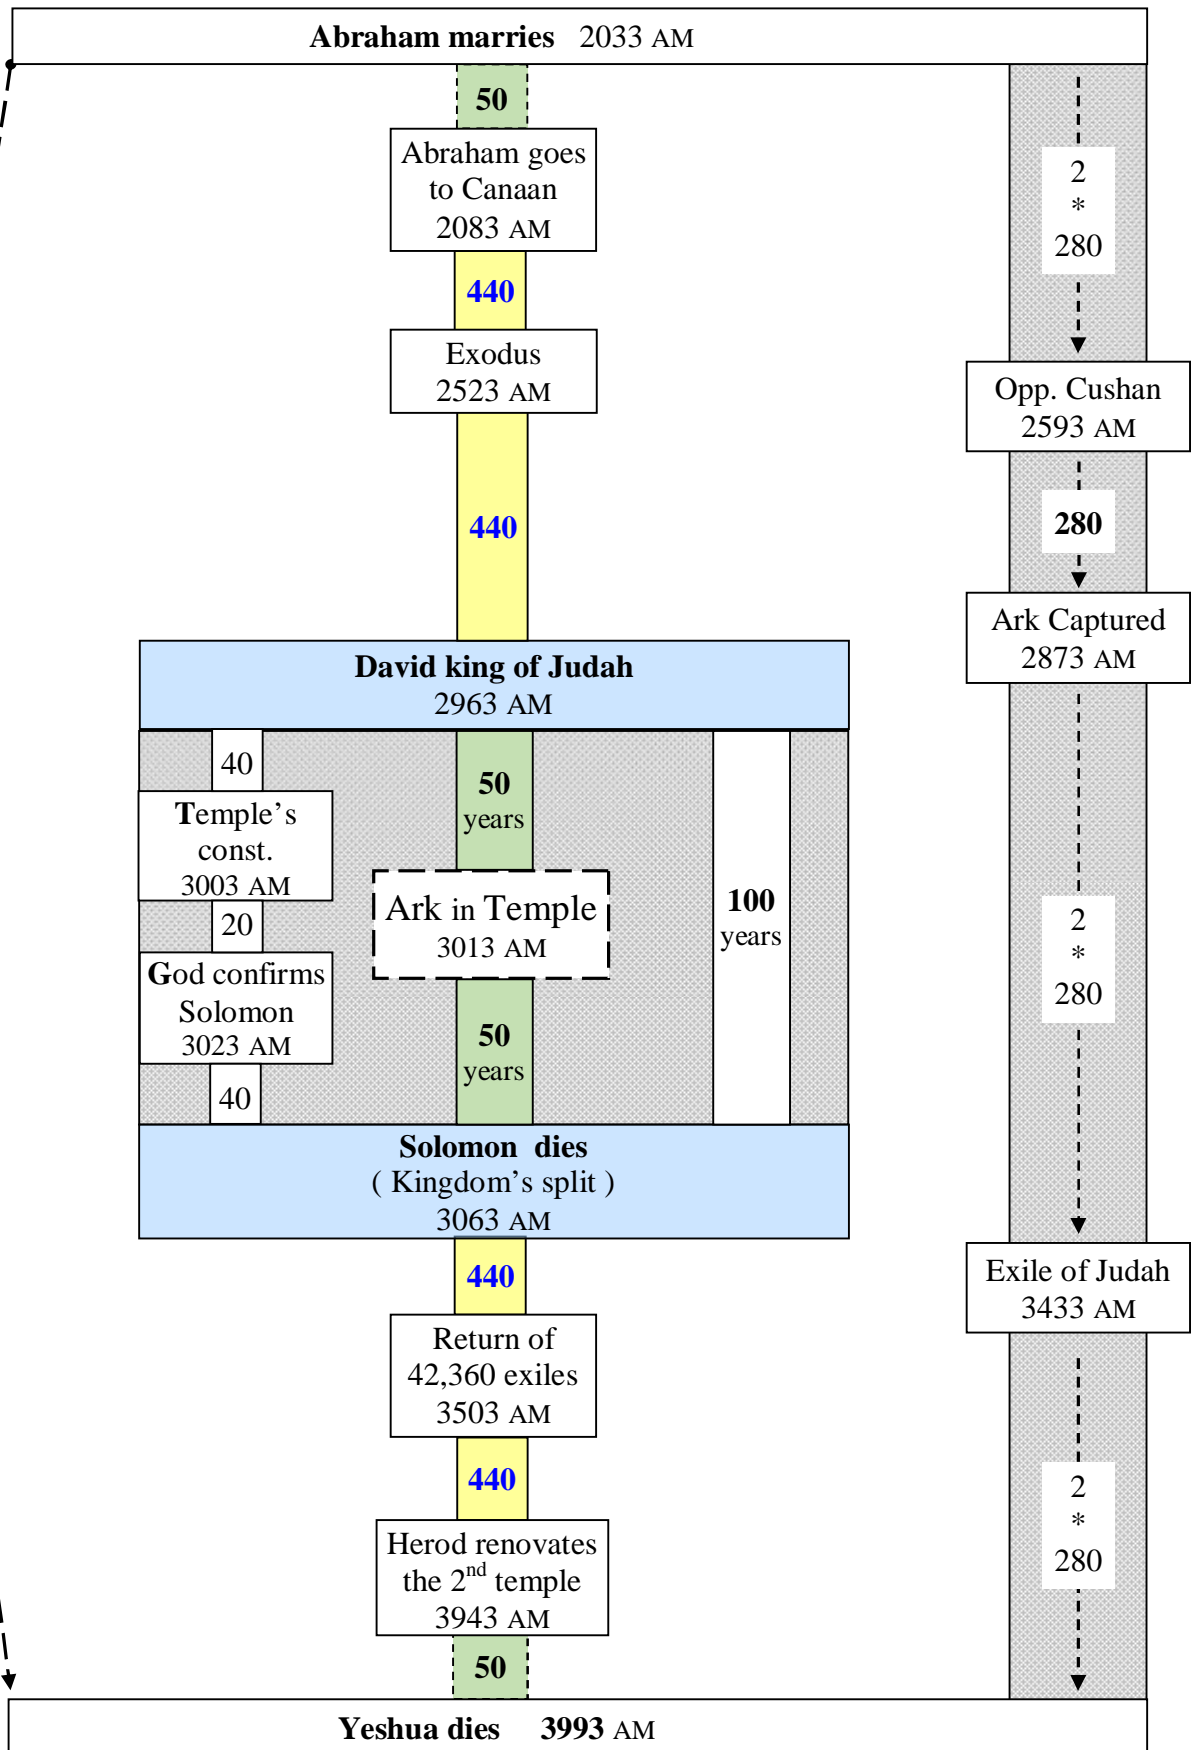 Abraham marries 2033 AM
50
Abraham goes
to Canaan
2083 AM
440
Exodus
2523 AM
440
David king of Judah
2963 AM
40
Temple's
const.
3003 AM
20
God confirms
Solomon
3023 AM
40
50
years
Ark in Temple
3013 AM
50
years
100
years
Solomon dies
( Kingdom's split )
3063 AM
440
Return of
42,360 exiles
3503 AM
440
Herod renovates
the 2nd temple
3943 AM
50
2
*
280
Opp. Cushan
2593 AM
280
Ark Captured
2873 AM
2
*
280
Exile of Judah
3433 AM
2
*
280
Yeshua dies 3993 AM